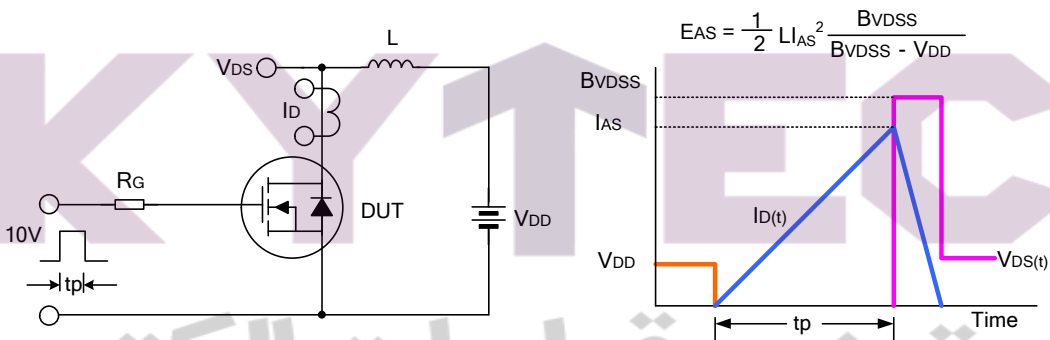 L
VDS
ID
RG
10V
tp
DUT
VDD
EAS = 1/2 LIAS² BVDSS / BVDSS - VDD
BVDSS
IAS
ID(t)
VDD
VDS(t)
tp
Time
KYTEC